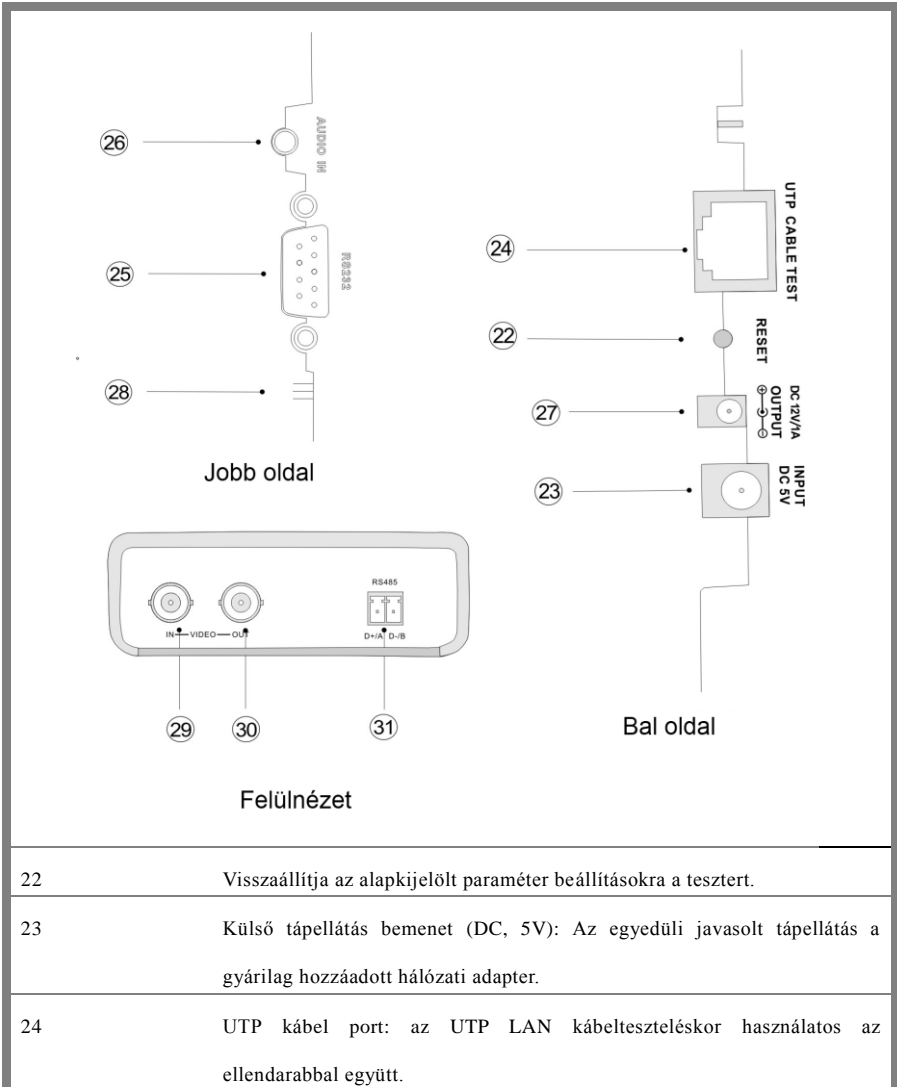 26
AUDIO IN
25
RS232
28
Jobb oldal
24
UTP CABLE TEST
22
RESET
27
DC 12V/1A
OUTPUT
23
INPUT
DC 5V
Bal oldal
RS485
IN VIDEO OUT
D+/A D-/B
29
30
31
Felülnézet
22 Visszaállítja az alapkijelölt paraméter beállításokra a tesztert.
23 Külső tápellátás bemenet (DC, 5V): Az egyedüli javasolt tápellátás a
gyárilag hozzáadott hálózati adapter.
24 UTP kábel port: az UTP LAN kábelteszteléskor használatos az
ellendarabbal együtt.